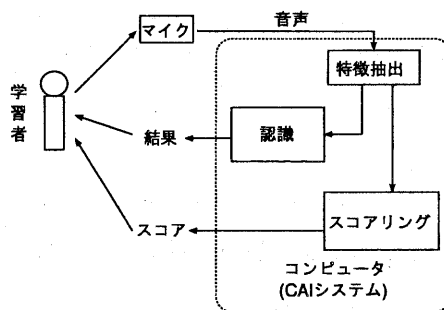 マイク
音声
特徴抽出
学習者
認識
結果
スコアリング
スコア
コンピュータ
(CAIシステム)